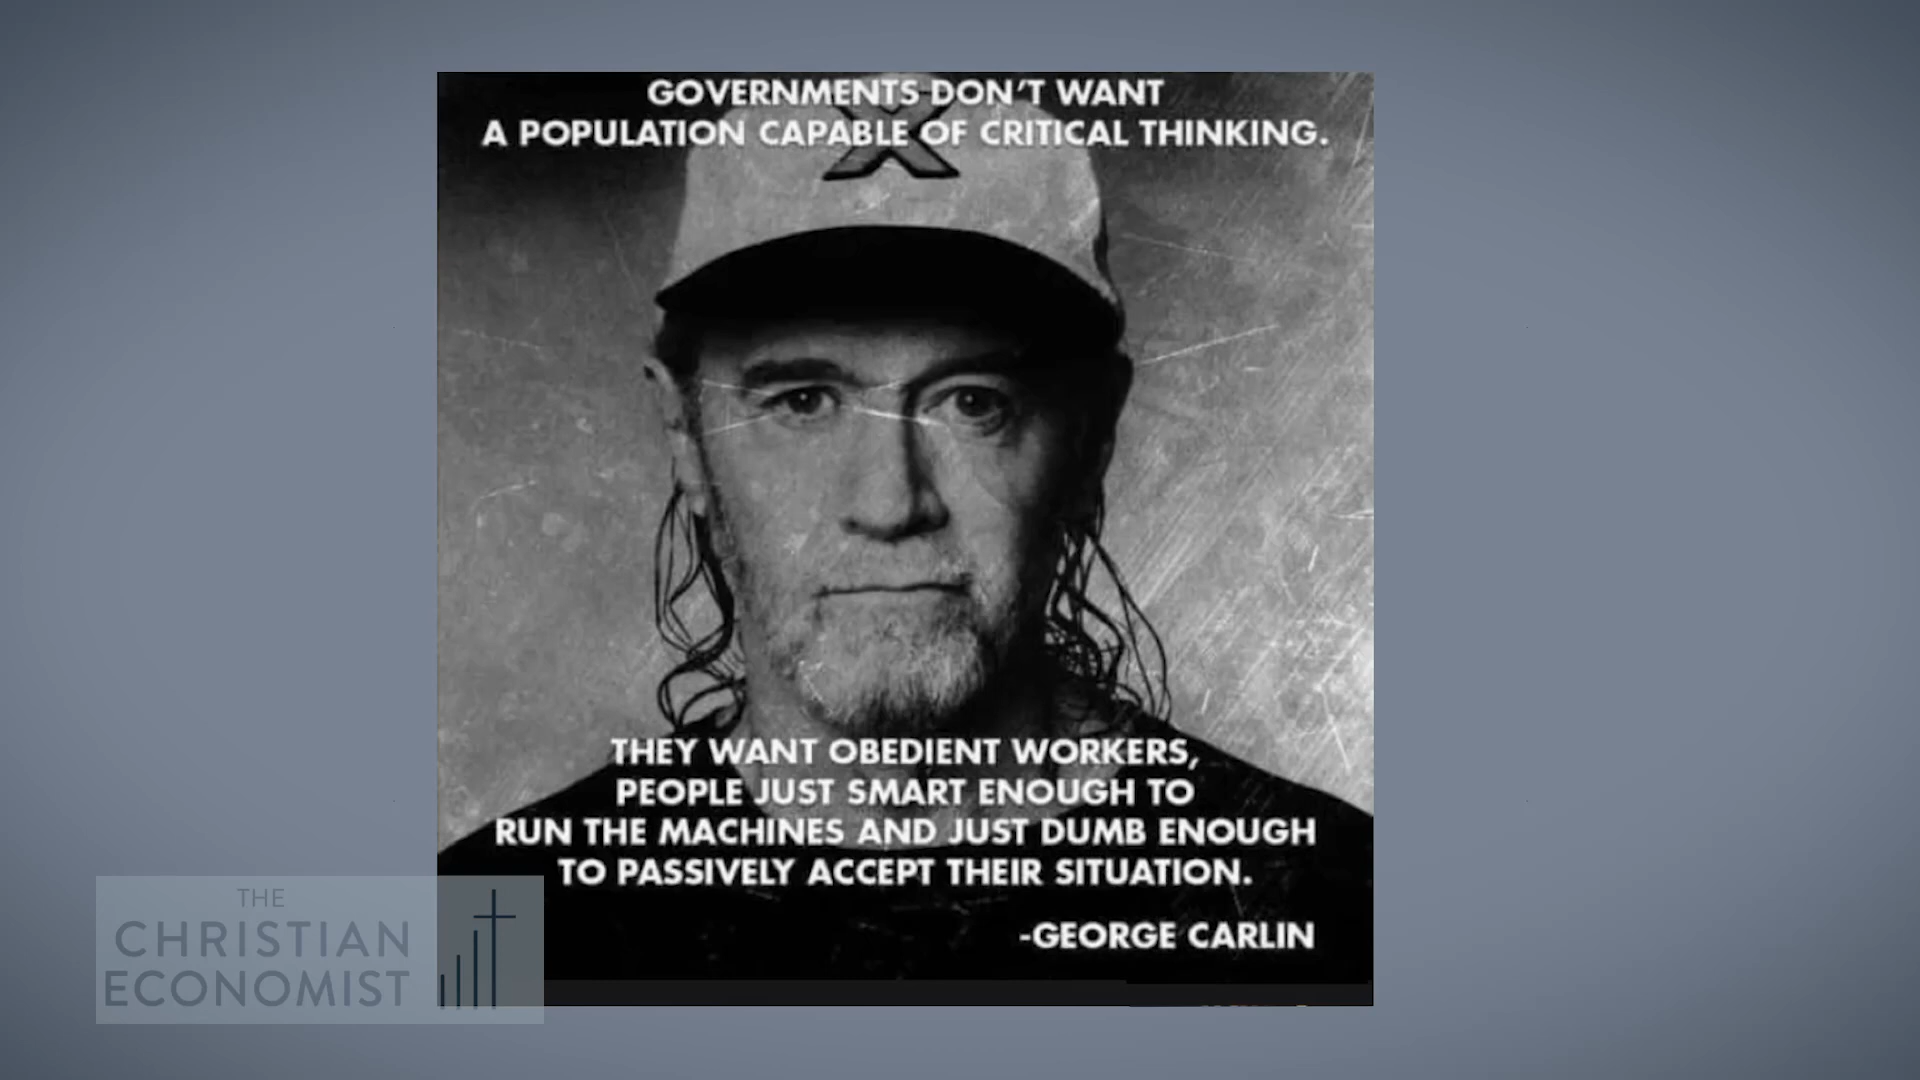 GOVERNMENTS DON'T WANT
A POPULATION CAPABLE OF CRITICAL THINKING.
X
THEY WANT OBEDIENT WORKERS,
PEOPLE JUST SMART ENOUGH TO
RUN THE MACHINES AND JUST DUMB ENOUGH
TO PASSIVELY ACCEPT THEIR SITUATION.
-GEORGE CARLIN
THE
CHRISTIAN
ECONOMIST